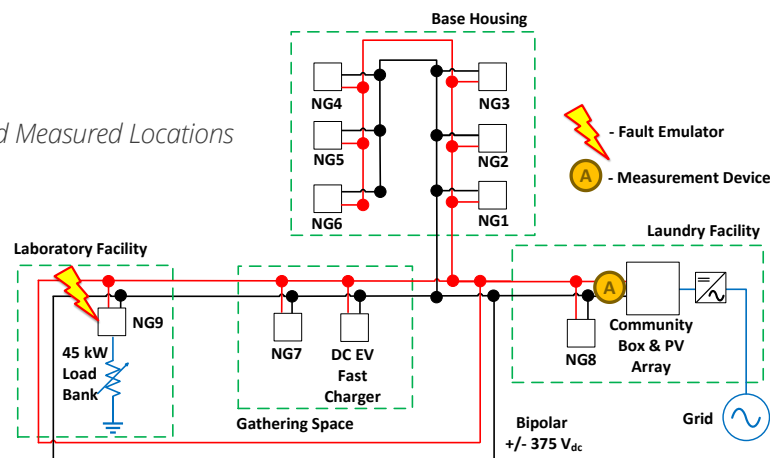 Base Housing
NG4
NG3
d Measured Locations
- Fault Emulator
NG5
NG2
A
- Measurement Device
NG6
NG1
Laundry Facility
Laboratory Facility
A
NG9
NG7
DC EV
Fast
Charger
NG8
Community
Box & PV
Array
45 kW
Load
Bank
Grid
Gathering Space
Bipolar
+/- 375 Vdc